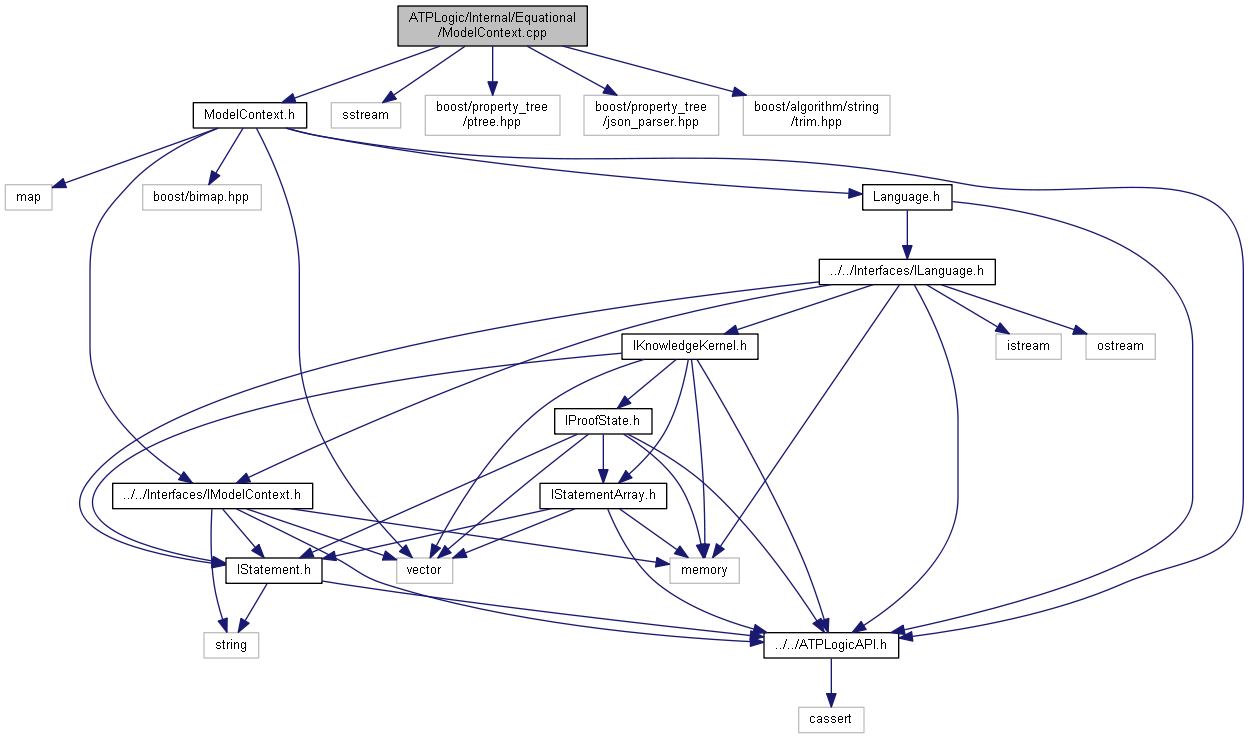 ATPLogic/Internal/Equational
/ModelContext.cpp
ModelContext.h
sstream
boost/property_tree
/ptree.hpp
boost/property_tree
/json_parser.hpp
boost/algorithm/string
/trim.hpp
map
boost/bimap.hpp
Language.h
../../Interfaces/ILanguage.h
IKnowledgeKernel.h
istream
ostream
IProofState.h
../../Interfaces/IModelContext.h
IStatementArray.h
IStatement.h
vector
memory
string
../../ATPLogicAPI.h
cassert